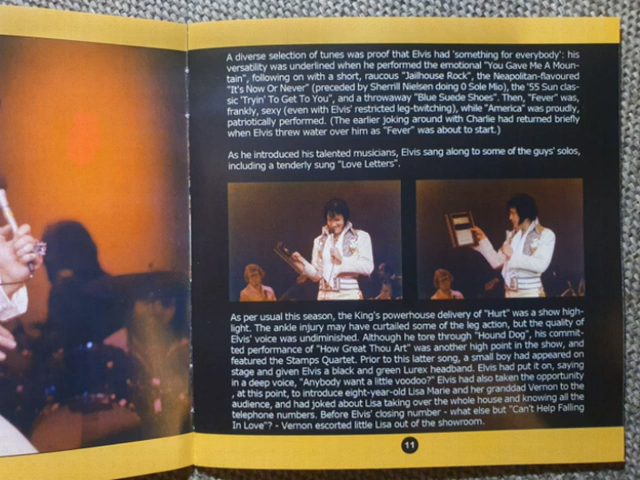 A diverse selection of tunes was proof that Elvis had 'something for everybody': his
versatility was underlined when he performed the emotional "You Gave Me A Moun-
tain", following on with a short, raucous "Jailhouse Rock", the Neapolitan-flavoured
"It's Now Or Never" (preceded by Sherrill Nielsen doing O Sole Mio), the '55 Sun clas-
sic 'Tryin' To Get To You", and a throwaway "Blue Suede Shoes". Then, "Fever" was,
frankly, sexy (even with Elvis' restricted leg-twitching), while "America" was proudly,
patriotically performed. (The earlier joking around with Charlie had returned briefly
when Elvis threw water over him as "Fever" was about to start.)
As he introduced his talented musicians, Elvis sang along to some of the guys' solos,
including a tenderly sung "Love Letters".
As per usual this season, the King's powerhouse delivery of "Hurt" was a show high-
light. The ankle injury may have curtailed some of the leg action, but the quality of
Elvis' voice was undiminished. Although he tore through "Hound Dog", his commit-
ted performance of "How Great Thou Art" was another high point in the show, and
featured the Stamps Quartet. Prior to this latter song, a small boy had appeared on
stage and given Elvis a black and green Lurex headband. Elvis had put it on, saying
in a deep voice, "Anybody want a little voodoo?" Elvis had also taken the opportunity
, at this point, to introduce eight-year-old Lisa Marie and her granddad Vernon to the
audience, and had joked about Lisa taking over the whole house and knowing all the
telephone numbers. Before Elvis' closing number - what else but "Can't Help Falling
In Love"? - Vernon escorted little Lisa out of the showroom.
11